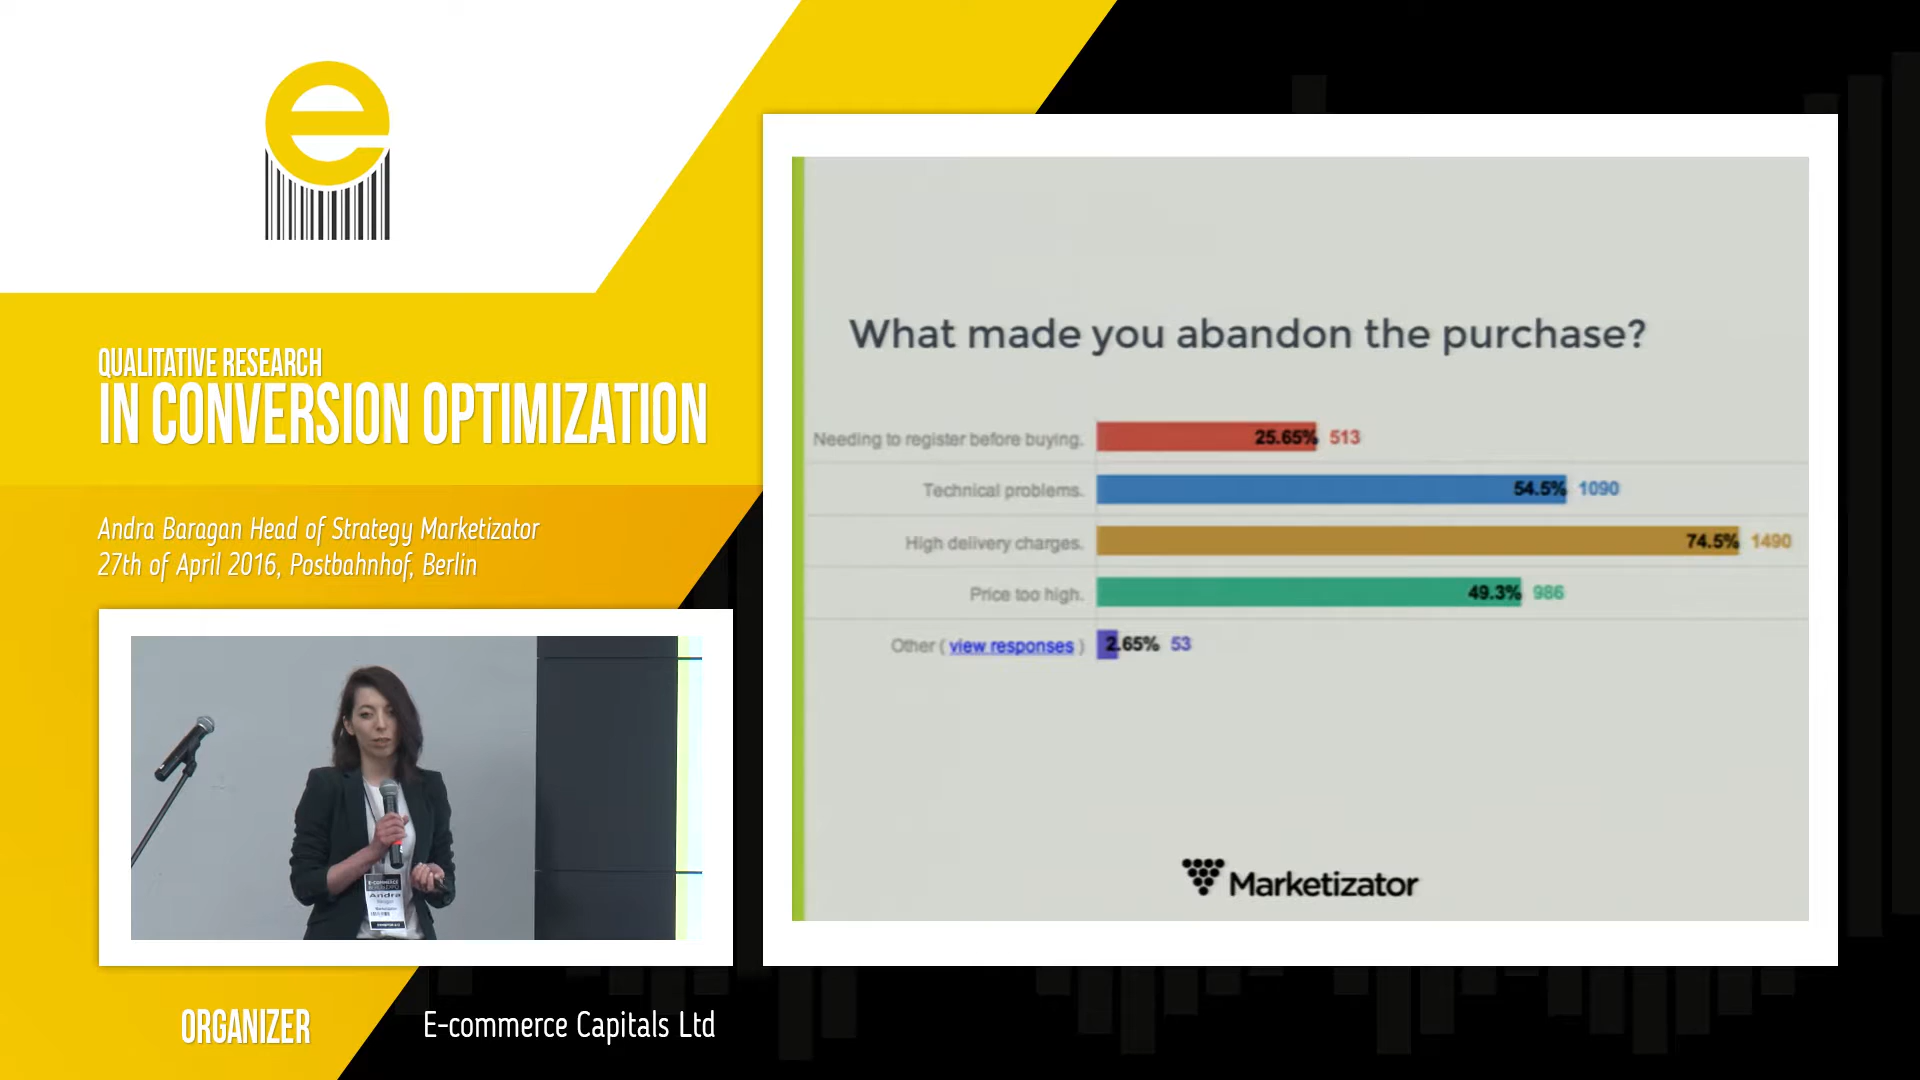 e
QUALITATIVE RESEARCH
IN CONVERSION OPTIMIZATION
Andra Baragan Head of Strategy Marketizator
27th of April 2016, Postbahnhof, Berlin
What made you abandon the purchase?
Needing to register before buying. 25.65% 513
Technical problems. 54.5% 1090
High delivery charges. 74.5% 1490
Price too high. 49.3% 986
Other ( view responses ) 2.65% 53
Marketizator
E-COMMERCE
Andra
ORGANIZER
E-commerce Capitals Ltd